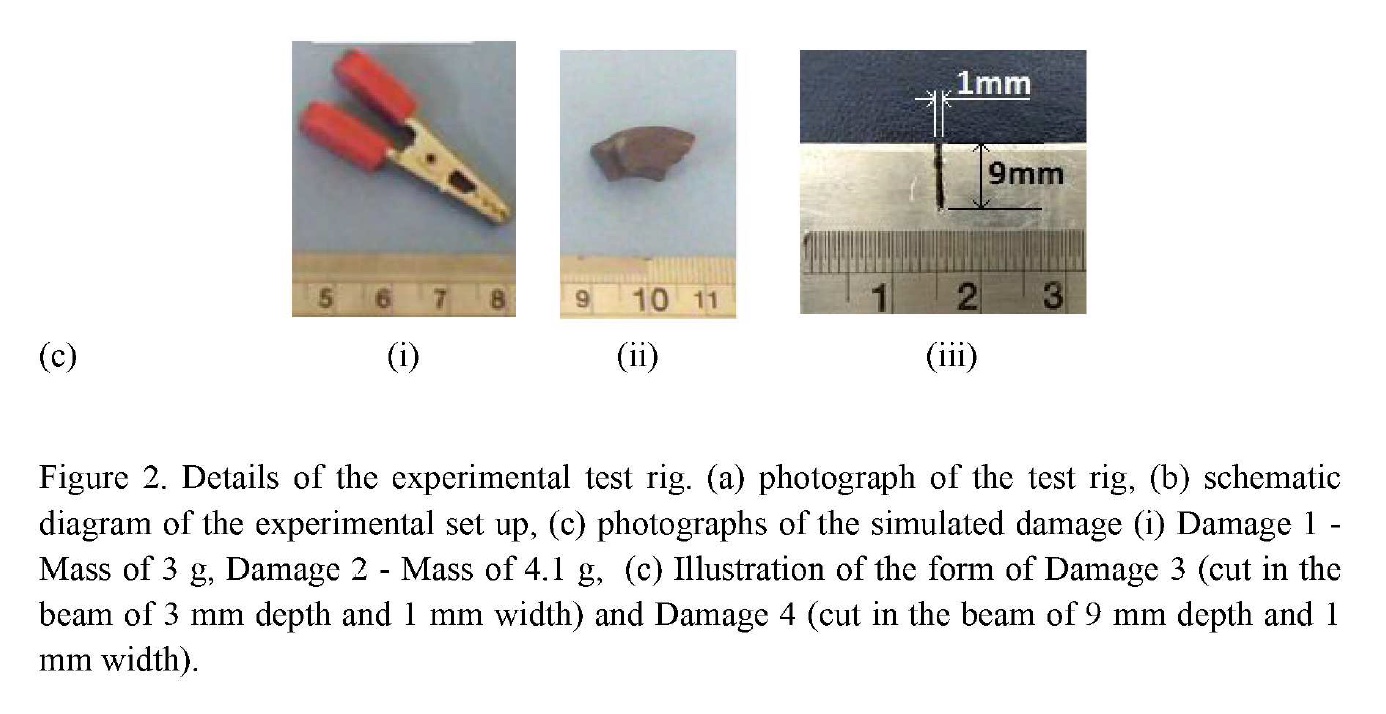 1mm
9mm
5 6 7 8
9 10 11
1 2 3
(c) (i) (ii) (iii)
Figure 2. Details of the experimental test rig. (a) photograph of the test rig, (b) schematic
diagram of the experimental set up, (c) photographs of the simulated damage (i) Damage 1 -
Mass of 3 g, Damage 2 - Mass of 4.1 g, (c) Illustration of the form of Damage 3 (cut in the
beam of 3 mm depth and 1 mm width) and Damage 4 (cut in the beam of 9 mm depth and 1
mm width).